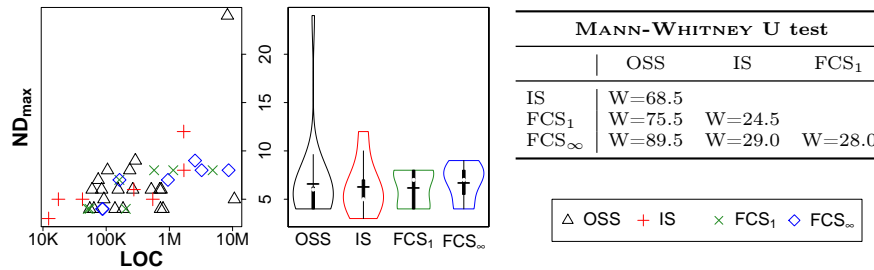 MANN-WHITNEY U test
OSS IS FCS1
IS W=68.5
FCS1 W=75.5 W=24.5
FCS∞ W=89.5 W=29.0 W=28.0
NDmax
5 10 15 20
10K 100K 1M 10M
LOC
OSS IS FCS1 FCS∞
OSS IS FCS1 FCS∞